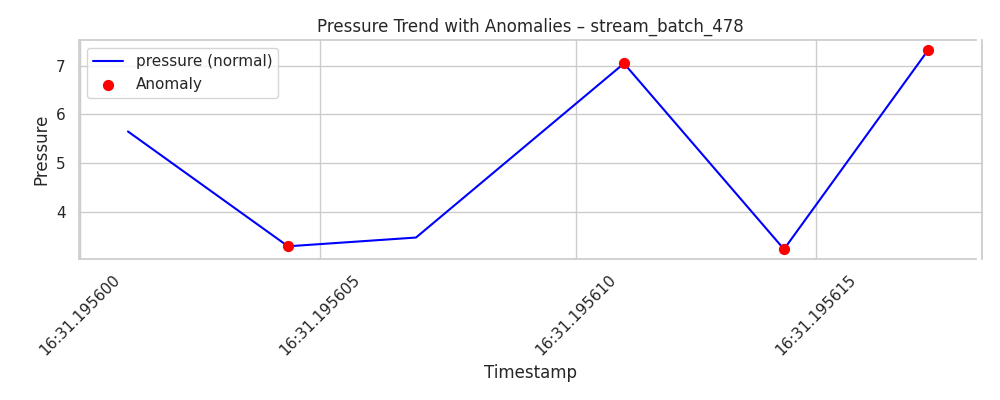 Pressure Trend with Anomalies – stream_batch_478
pressure (normal)
Anomaly
Pressure
7
6
5
4
16:31.195600
16:31.195605
16:31.195610
16:31.195615
Timestamp